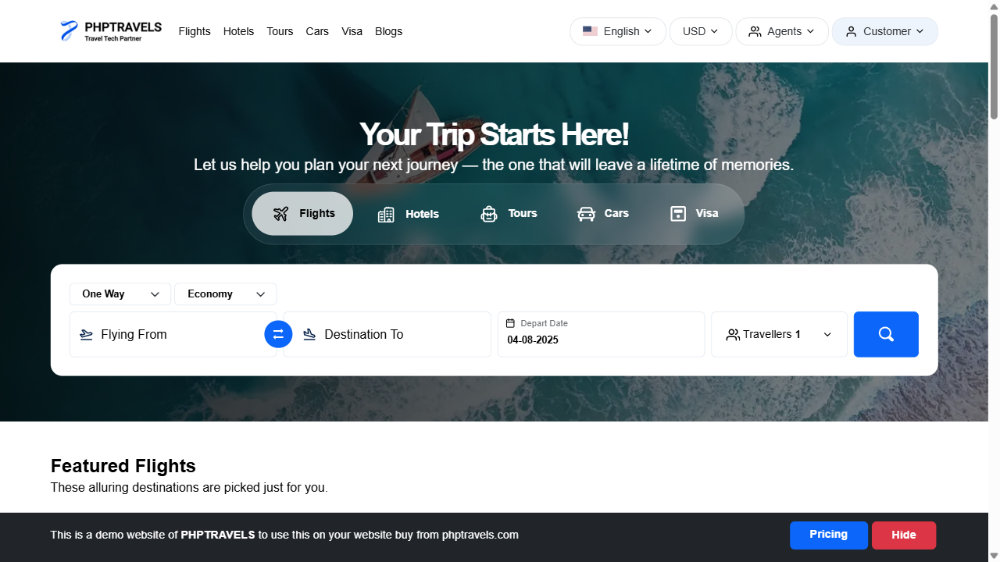 PHPTRAVELS
Travel Tech Partner
Flights
Hotels
Tours
Cars
Visa
Blogs
English
USD
Agents
Customer
Your Trip Starts Here!
Let us help you plan your next journey — the one that will leave a lifetime of memories.
Flights
Hotels
Tours
Cars
Visa
One Way
Economy
Flying From
Destination To
Depart Date
04-08-2025
Travellers 1
Featured Flights
These alluring destinations are picked just for you.
This is a demo website of PHPTRAVELS to use this on your website buy from phptravels.com
Pricing
Hide